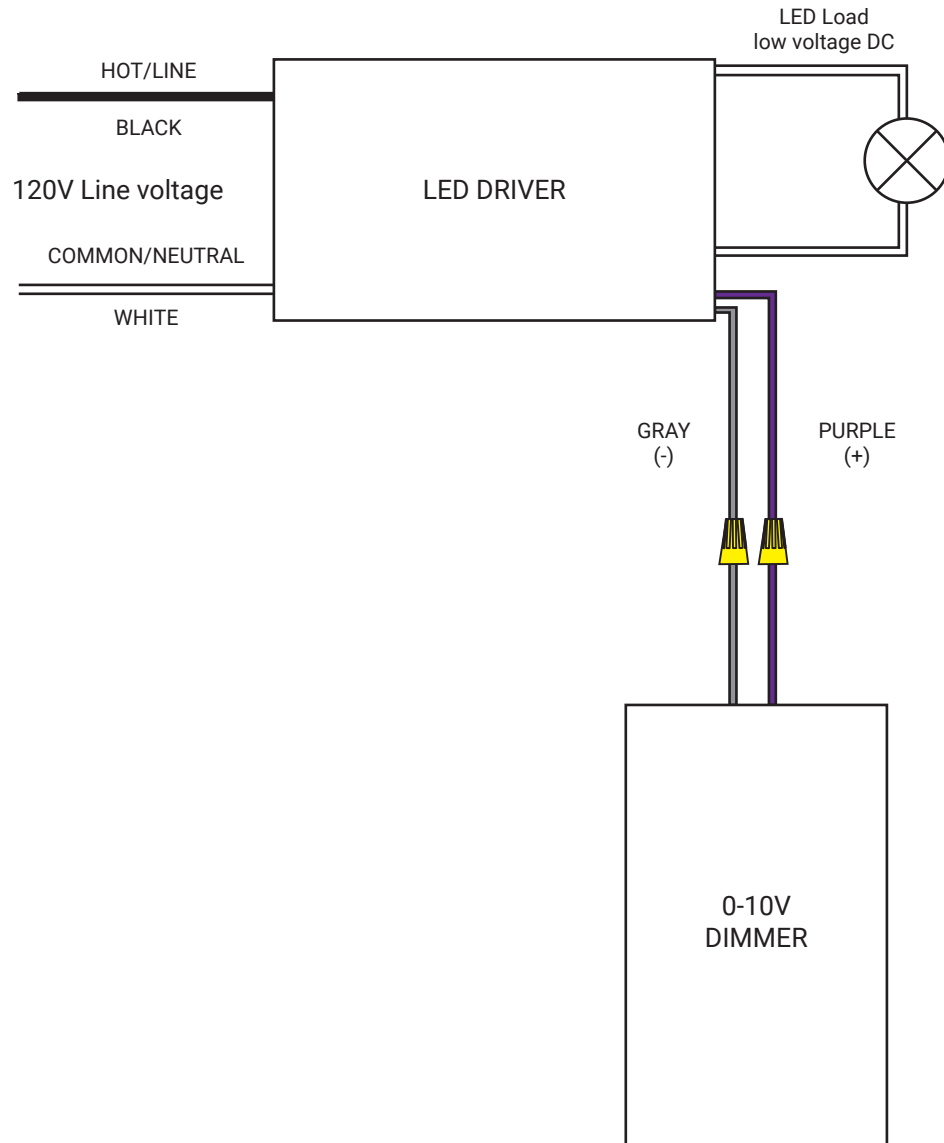 LED Load
low voltage DC
HOT/LINE
BLACK
120V Line voltage
LED DRIVER
COMMON/NEUTRAL
WHITE
GRAY
(-)
PURPLE
(+)
0-10V
DIMMER